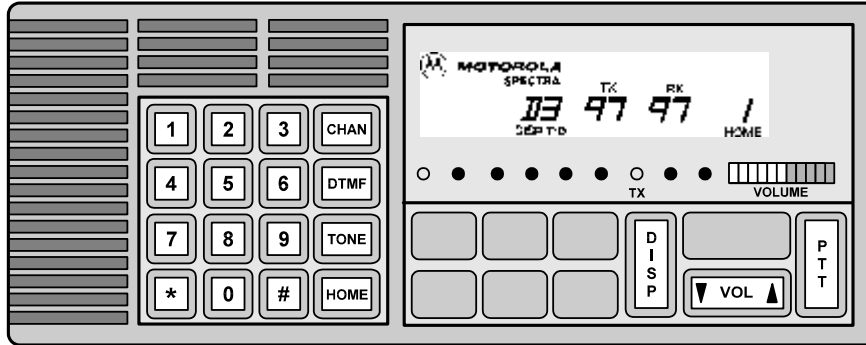 MOTOROLA
SPECTRA
TX RX
D3 97 97 1
HOME
TX
VOLUME
1 2 3 CHAN
4 5 6 DTMF
7 8 9 TONE
* 0 # HOME
DISP
VOL
PTT